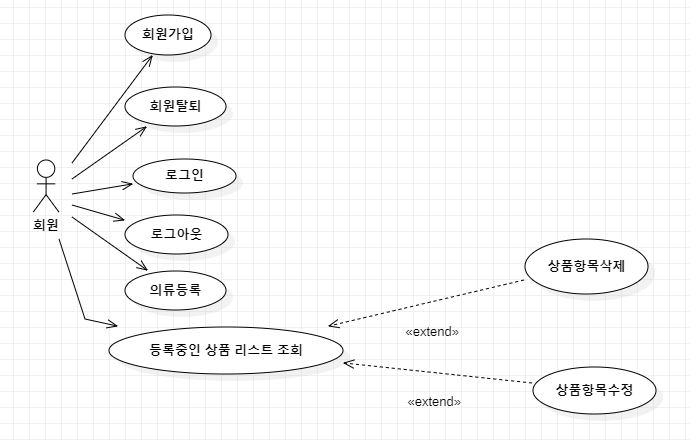 회원가입
회원탈퇴
로그인
회원
로그아웃
의류등록
상품항목삭제
«extend»
등록중인 상품 리스트 조회
상품항목수정
«extend»